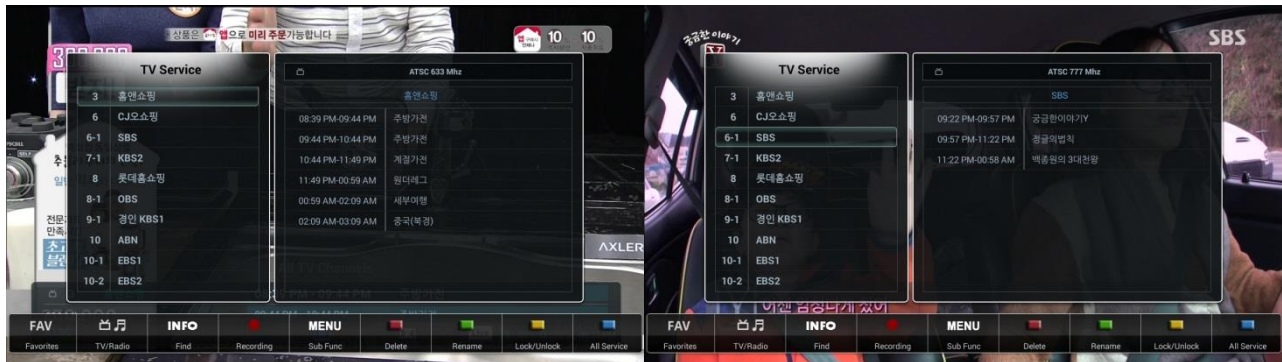 상품은 앱으로 미리 주문가능합니다
10 10
TV Service
3 홈앤쇼핑
6 CJ오쇼핑
6-1 SBS
7-1 KBS2
8 롯데홈쇼핑
8-1 OBS
9-1 경인 KBS1
10 ABN
10-1 EBS1
10-2 EBS2
ATSC 633 Mhz
홈앤쇼핑
08:39 PM-09:44 PM 주방가전
09:44 PM-10:44 PM 주방가전
10:44 PM-11:49 PM 계절가전
11:49 PM-00:59 AM 원더레그
00:59 AM-02:09 AM 세부여행
02:09 AM-03:09 AM 중국(북경)
AXLER
FAV INFO MENU
Favorites TV/Radio Find Recording Sub Func Delete Rename Lock/Unlock All Service
궁금한 이야기
Y
SBS
TV Service
3 홈앤쇼핑
6 CJ오쇼핑
6-1 SBS
7-1 KBS2
8 롯데홈쇼핑
8-1 OBS
9-1 경인 KBS1
10 ABN
10-1 EBS1
10-2 EBS2
ATSC 777 Mhz
SBS
09:22 PM-09:57 PM 궁금한이야기Y
09:57 PM-11:22 PM 정글의법칙
11:22 PM-00:58 AM 백종원의 3대천왕
FAV INFO MENU
Favorites TV/Radio Find Recording Sub Func Delete Rename Lock/Unlock All Service